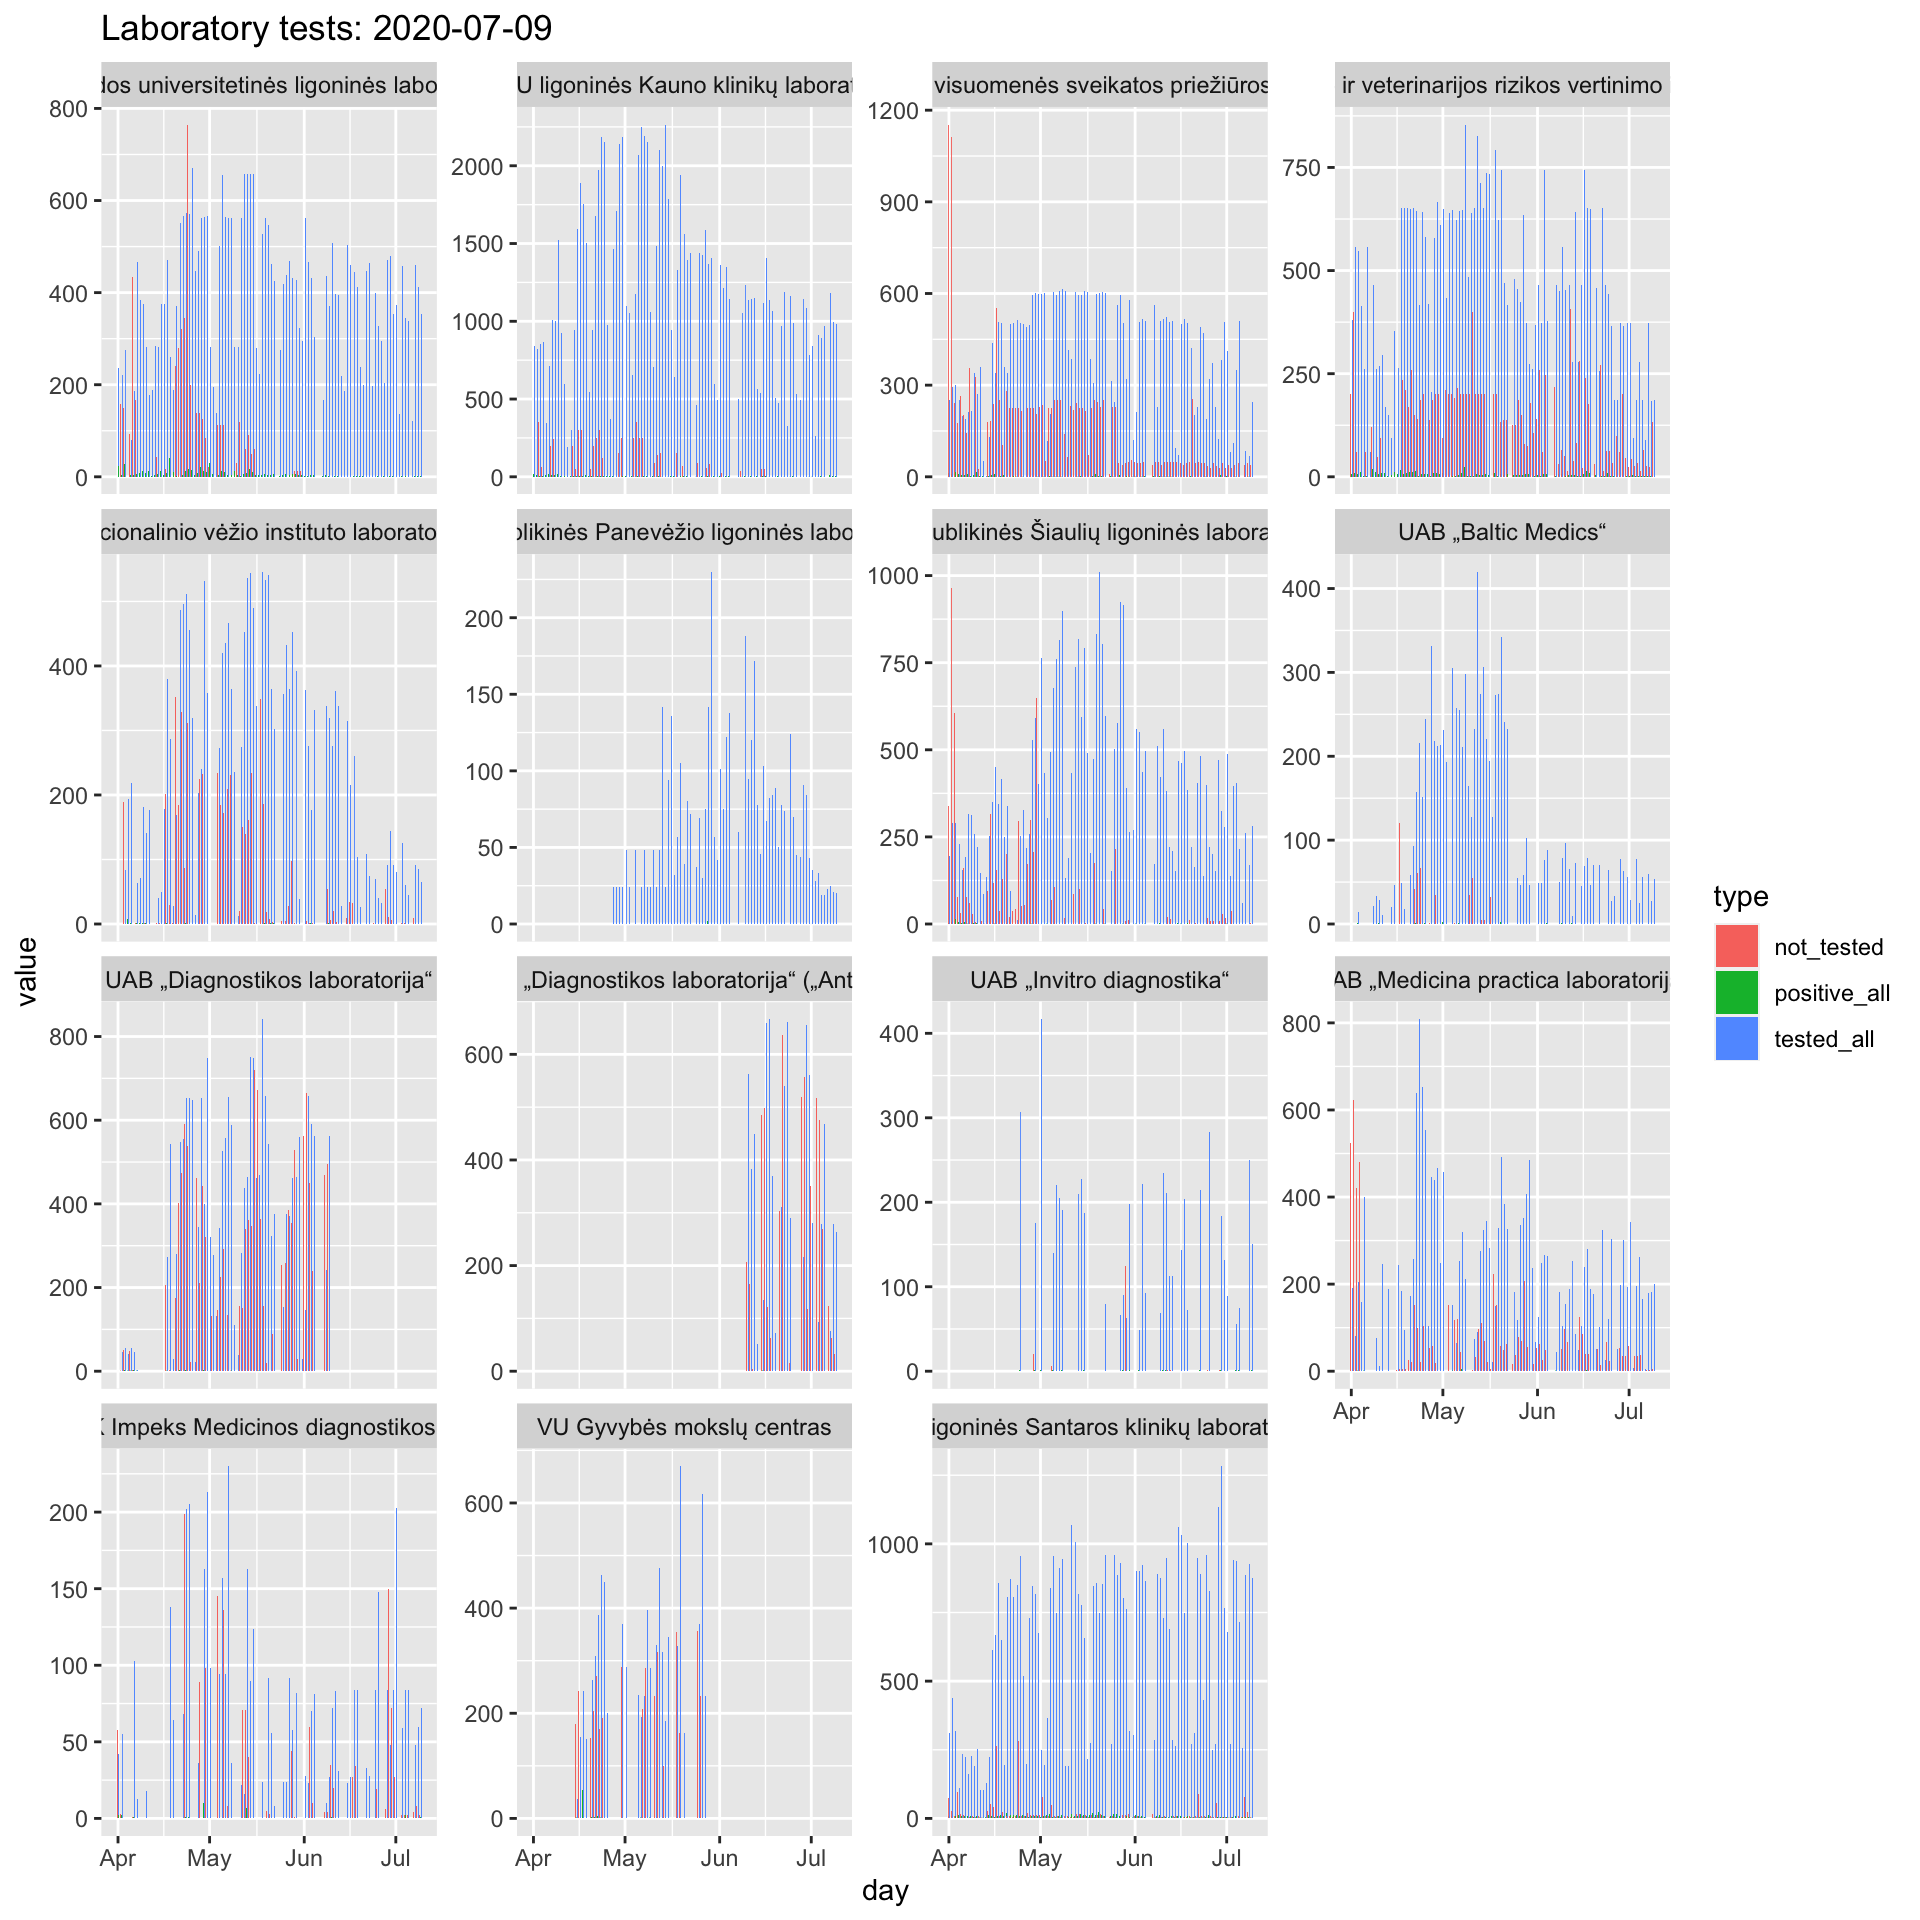 Laboratory tests: 2020-07-09
dos universitetinės ligoninės labo
U ligoninės Kauno klinikų laborat
visuomenės sveikatos priežiūros
ir veterinarijos rizikos vertinimo
800
600
400
200
0
2000
1500
1000
500
0
1200
900
600
300
0
750
500
250
0
cionalinio vėžio instituto laborato
blikinės Panevėžio ligoninės labo
ublikinės Šiaulių ligoninės labora
UAB „Baltic Medics“
400
200
0
200
150
100
50
0
1000
750
500
250
0
400
300
200
100
0
UAB „Diagnostikos laboratorija“
„Diagnostikos laboratorija“ („Ant
UAB „Invitro diagnostika“
AB „Medicina practica laboratorij
800
600
400
200
0
600
400
200
0
400
300
200
100
0
800
600
400
200
0
Apr May Jun Jul
K Impeks Medicinos diagnostikos
VU Gyvybės mokslų centras
ligoninės Santaros klinikų laborat
200
150
100
50
0
600
400
200
0
1000
500
0
Apr May Jun Jul
Apr May Jun Jul
Apr May Jun Jul
day
value
type
not_tested
positive_all
tested_all